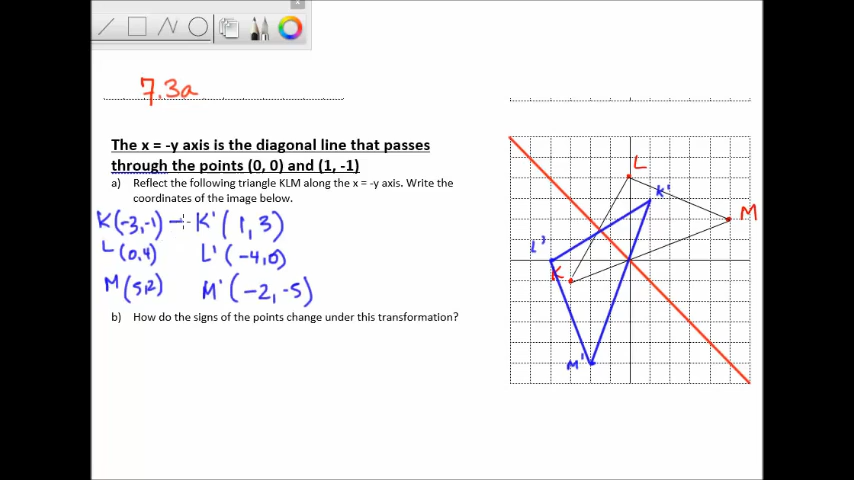 7.3a
The x = -y axis is the diagonal line that passes
through the points (0, 0) and (1, -1)
a) Reflect the following triangle KLM along the x = -y axis. Write the
coordinates of the image below.
K(-3,-1) – K'(1, 3)
L(0,4) L'(-4,0)
M(5,2) M'(-2,-5)
b) How do the signs of the points change under this transformation?
L
K'
M
L'
K
M'